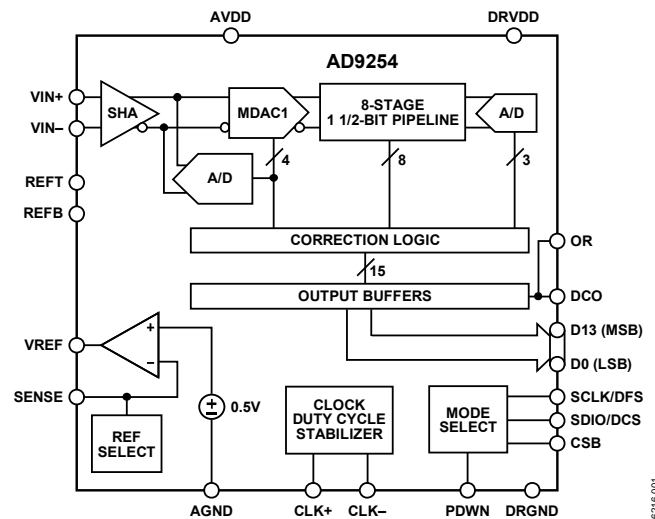 AVDD DRVDD
AD9254
VIN+
VIN–
SHA
MDAC1
8-STAGE
1 1/2-BIT PIPELINE
A/D
A/D
4
8
3
REFT
REFB
CORRECTION LOGIC
15
OUTPUT BUFFERS
OR
DCO
D13 (MSB)
D0 (LSB)
VREF
+
–
SENSE
REF
SELECT
0.5V
CLOCK
DUTY CYCLE
STABILIZER
MODE
SELECT
SCLK/DFS
SDIO/DCS
CSB
AGND CLK+ CLK– PDWN DRGND